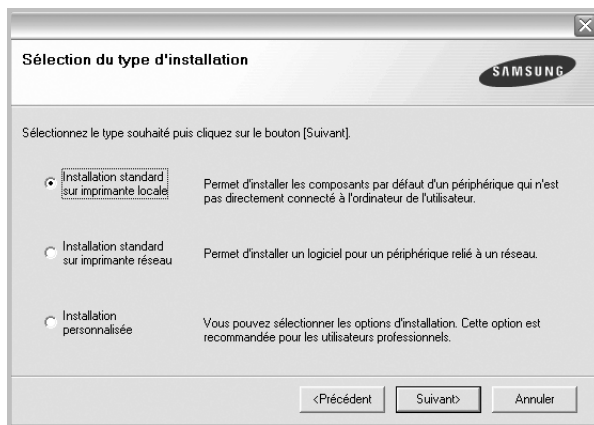 Sélection du type d'installation
SAMSUNG
Sélectionnez le type souhaité puis cliquez sur le bouton [Suivant].
Installation standard
sur imprimante locale
Permet d'installer les composants par défaut d'un périphérique qui n'est
pas directement connecté à l'ordinateur de l'utilisateur.
Installation standard
sur imprimante réseau
Permet d'installer un logiciel pour un périphérique relié à un réseau.
Installation
personnalisée
Vous pouvez sélectionner les options d'installation. Cette option est
recommandée pour les utilisateurs professionnels.
<Précédent
Suivant>
Annuler